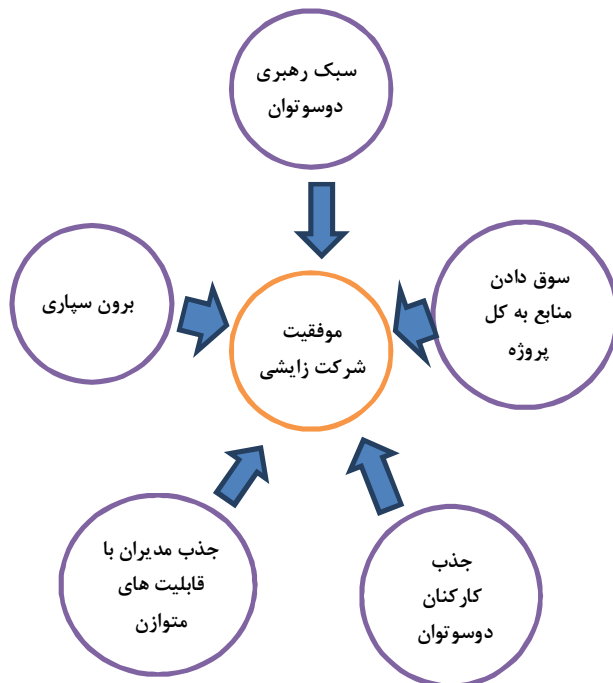 سبک رهبری
دوسوتوان
سوق دادن
منابع به کل
پروژه
برون سپاری
موفقیت
شرکت زایشی
جذب مدیران با
قابلیت های
متوازن
جذب
کارکنان
دوسوتوان